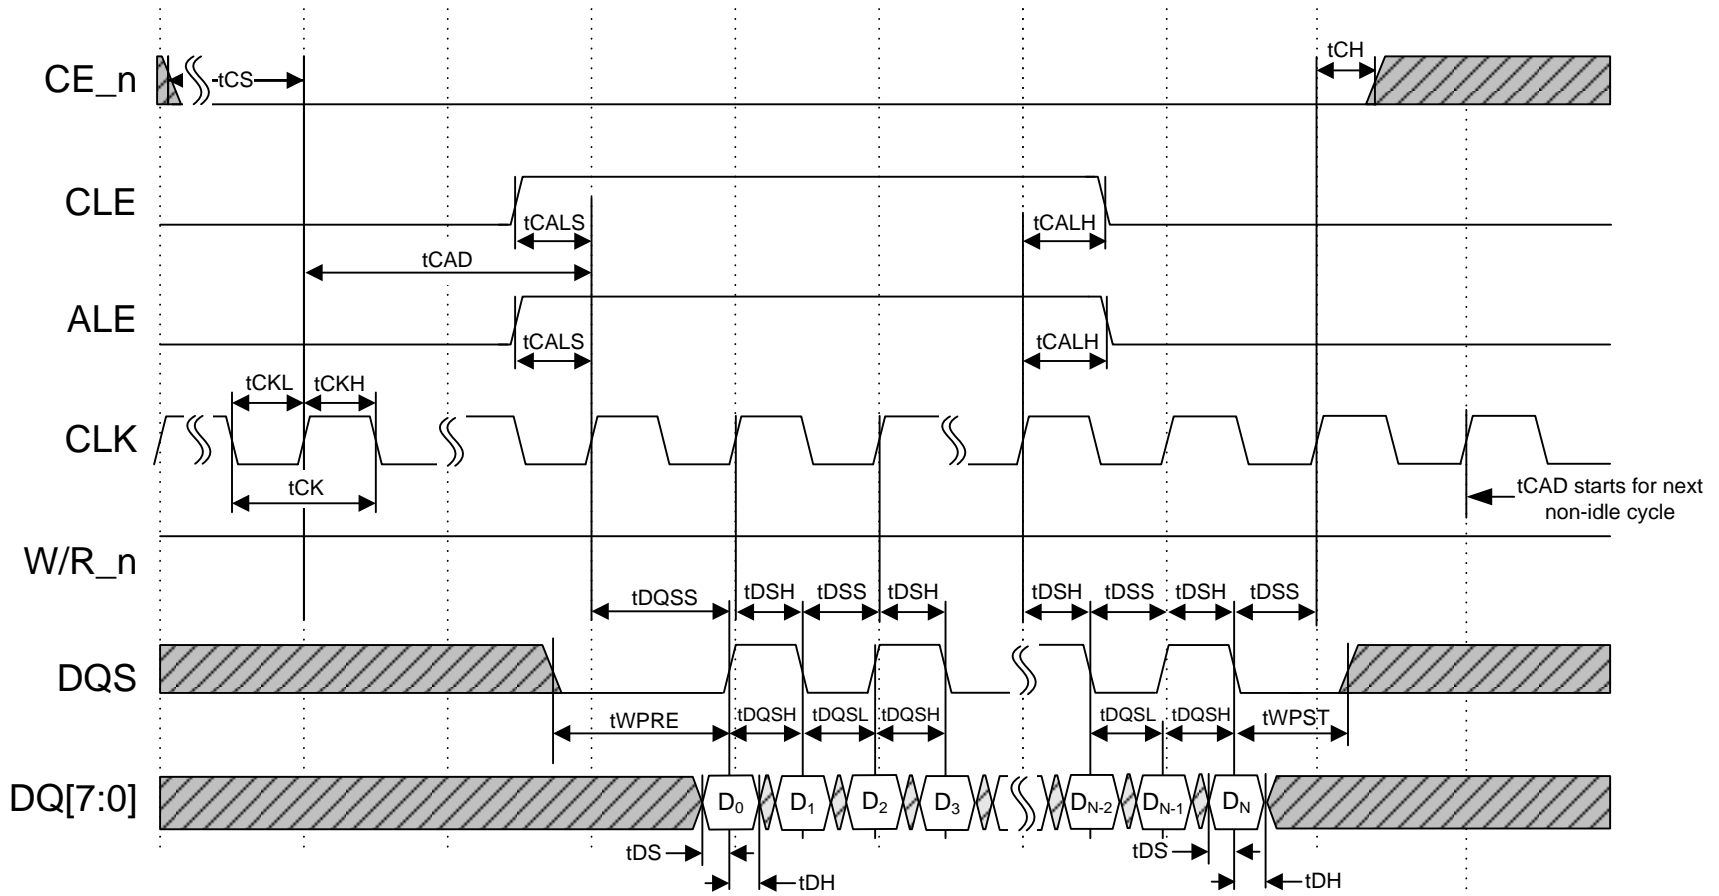 tCH
CE_n
tCS
CLE
tCALS
tCALH
tCAD
ALE
tCALS
tCALH
tCKL
tCKH
CLK
tCK
tCAD starts for next
non-idle cycle
W/R_n
tDQSS
tDSH
tDSS
tDSH
tDSH
tDSS
tDSH
tDSS
DQS
tWPRE
tDQSH
tDQSL
tDQSH
tDQSL
tDQSH
tWPST
DQ[7:0]
D0
D1
D2
D3
DN-2
DN-1
DN
tDS
tDS
tDH
tDH